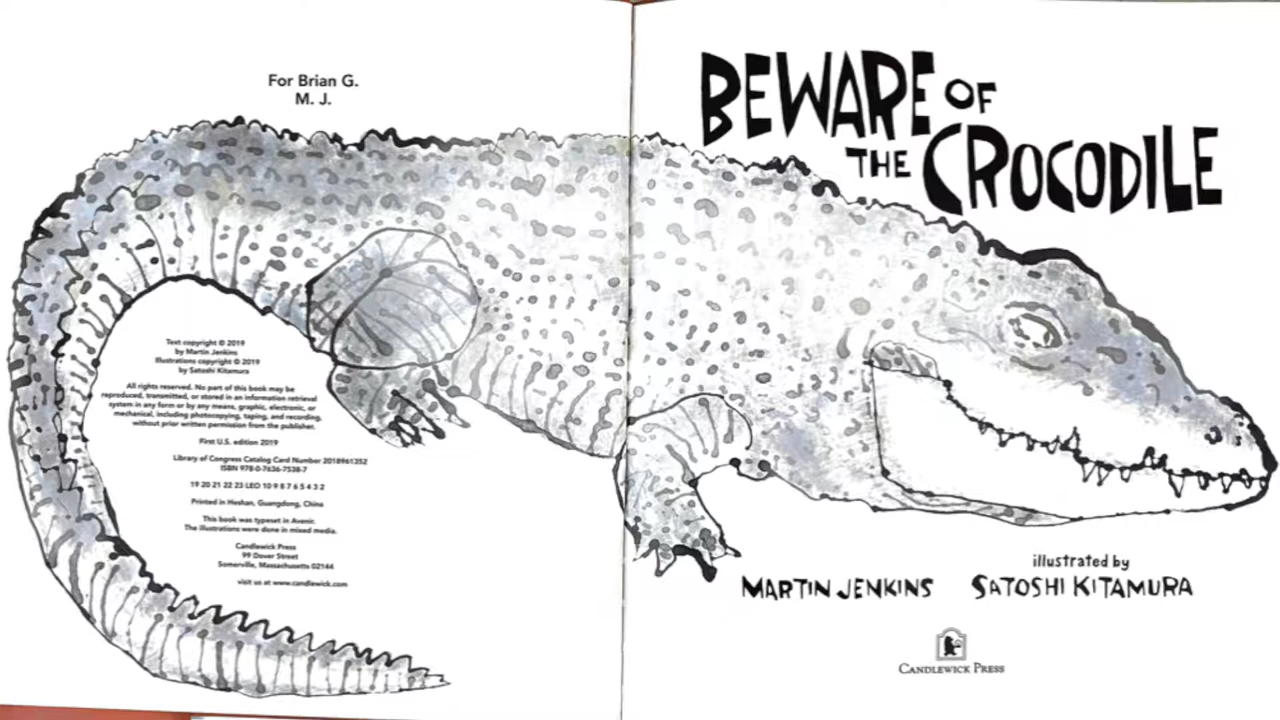 For Brian G.
M. J.
Text copyright © 2019
by Martin Jenkins
Illustrations copyright © 2019
by Satoshi Kitamura
All rights reserved. No part of this book may be
reproduced, transmitted, or stored in an information retrieval
system in any form or by any means, graphic, electronic, or
mechanical, including photocopying, taping, and recording,
without prior written permission from the publisher.
First U.S. edition 2019
Library of Congress Catalog Card Number 2018961352
ISBN 978-0-7636-7538-7
19 20 21 22 23 LEO 10 9 8 7 6 5 4 3 2
Printed in Heshan, Guangdong, China
This book was typeset in Avenir.
The illustrations were done in mixed media.
Candlewick Press
99 Dover Street
Somerville, Massachusetts 02144
visit us at www.candlewick.com
BEWARE OF
THE CROCODILE
illustrated by
MARTIN JENKINS SATOSHI KITAMURA
CANDLEWICK PRESS